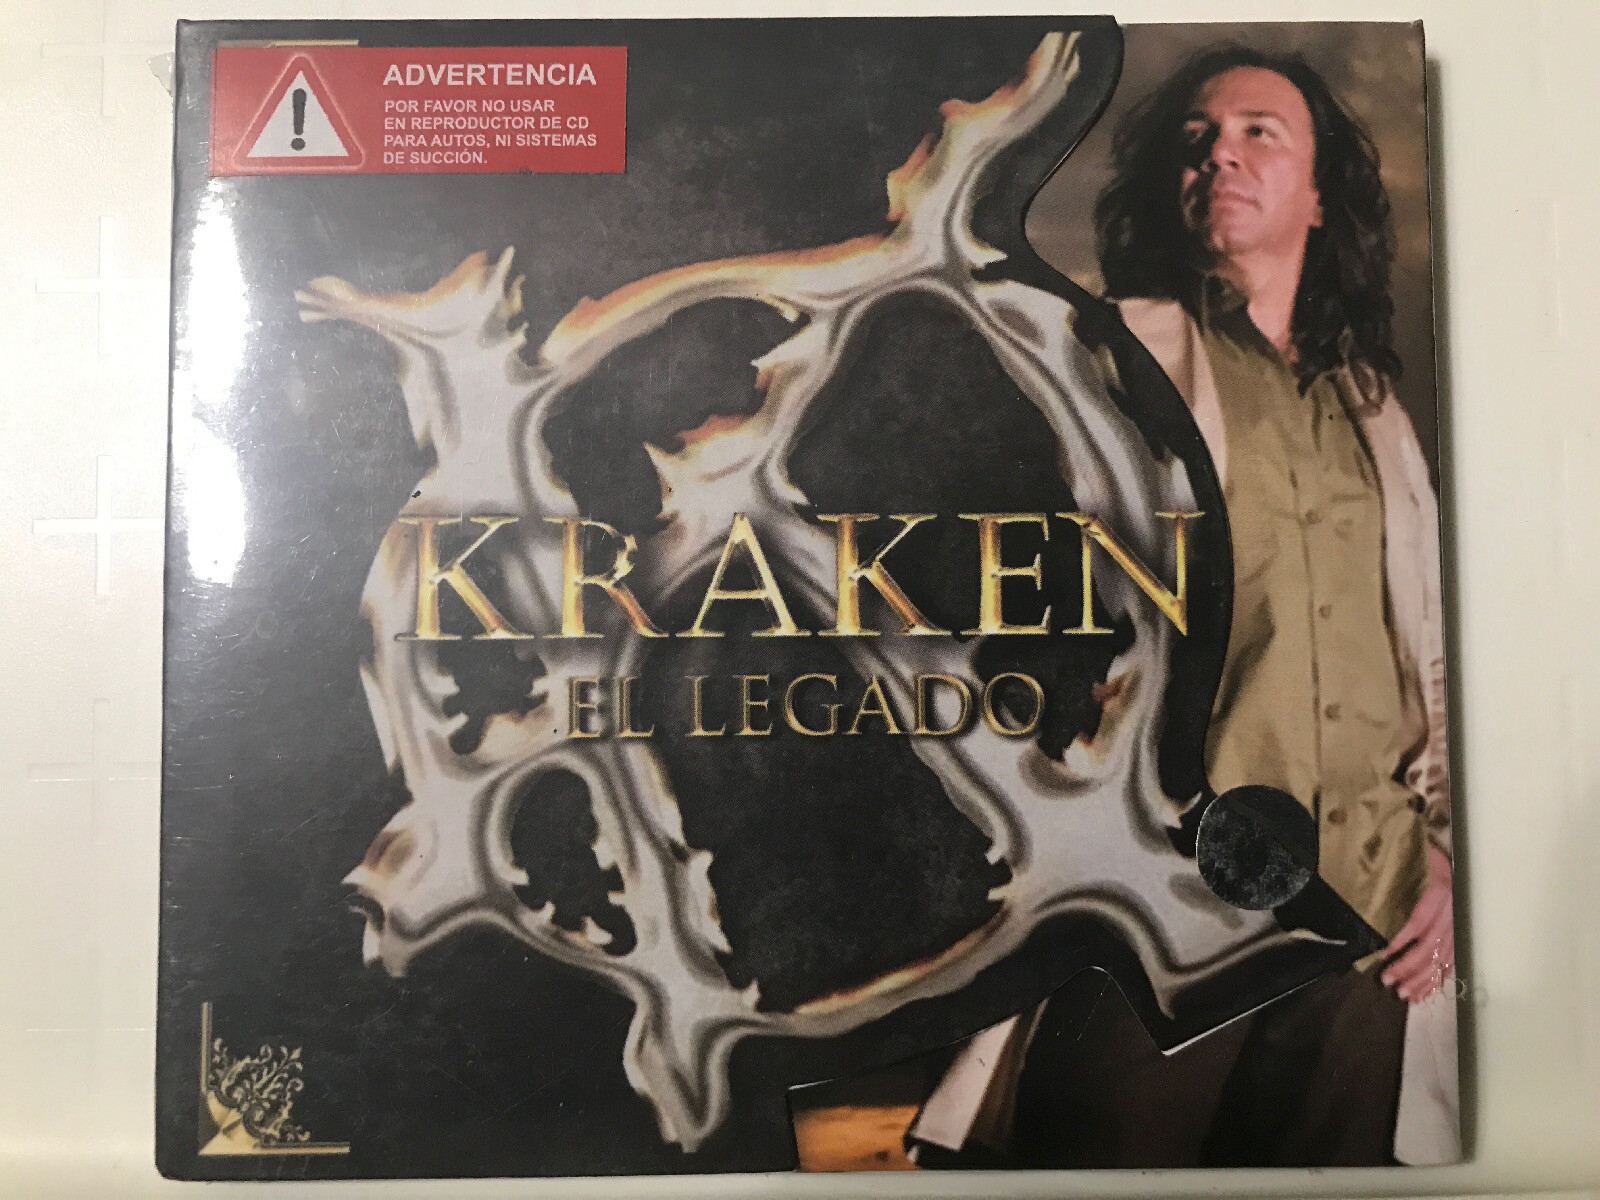 ADVERTENCIA
POR FAVOR NO USAR
EN REPRODUCTOR DE CD
PARA AUTOS, NI SISTEMAS
DE SUCCIÓN.
KRAKEN
EL LEGADO